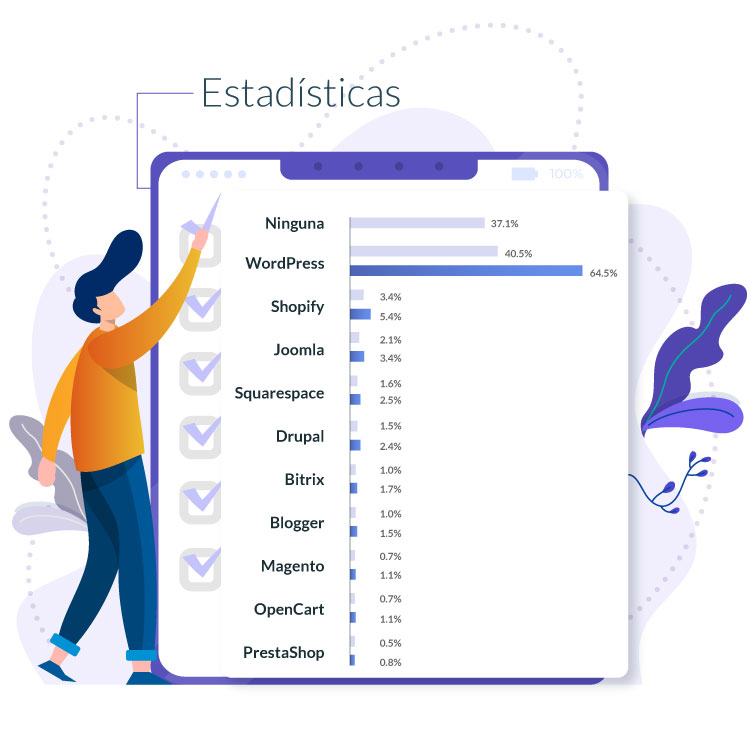 Estadísticas
100%
Ninguna
37.1%
WordPress
40.5%
64.5%
Shopify
3.4%
5.4%
Joomla
2.1%
3.4%
Squarespace
1.6%
2.5%
Drupal
1.5%
2.4%
Bitrix
1.0%
1.7%
Blogger
1.0%
1.5%
Magento
0.7%
1.1%
OpenCart
0.7%
1.1%
PrestaShop
0.5%
0.8%